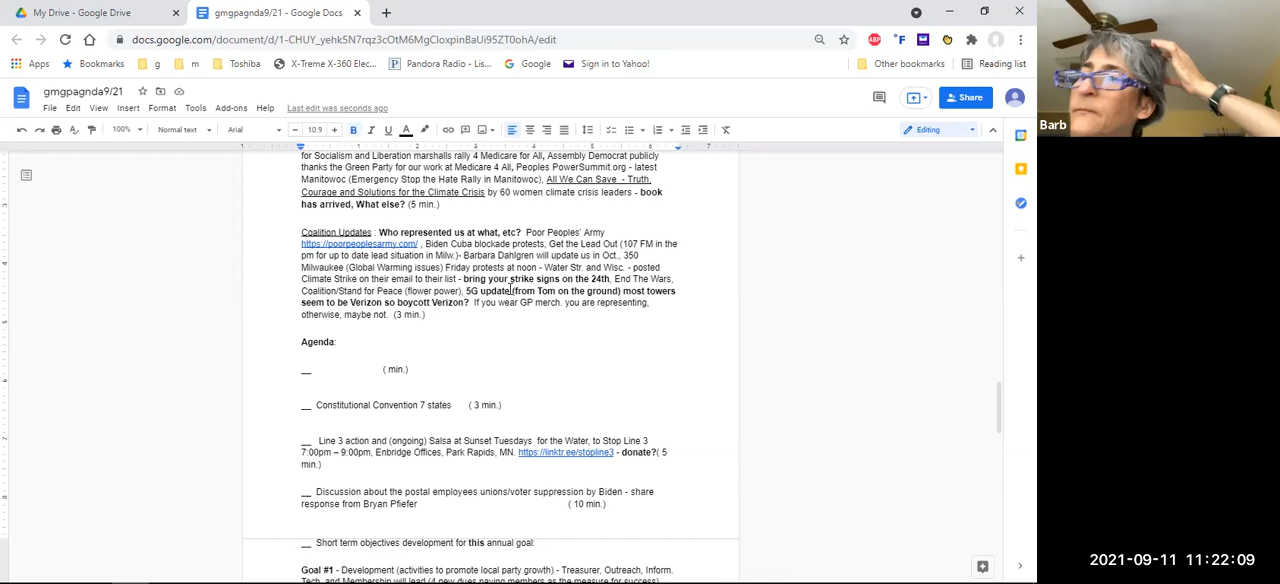 My Drive - Google Drive
gmgpagnda9/21 - Google Docs
docs.google.com/document/d/1-CHUY_yehk5N7rqz3cOtM6MgCloxpinBaUi95ZT0ohA/edit
Apps Bookmarks g m Toshiba X-Treme X-360 Elec... Pandora Radio - Lis... Google Sign in to Yahoo! Other bookmarks Reading list
gmgpagnda9/21
File Edit View Insert Format Tools Add-ons Help Last edit was seconds ago
Share
100% Normal text Arial 10.9 Editing
for Socialism and Liberation marshalls rally 4 Medicare for All, Assembly Democrat publicly
thanks the Green Party for our work at Medicare 4 All, Peoples PowerSummit.org - latest
Manitowoc (Emergency Stop the Hate Rally in Manitowoc), All We Can Save - Truth,
Courage and Solutions for the Climate Crisis by 60 women climate crisis leaders - book
has arrived, What else? (5 min.)
Coalition Updates : Who represented us at what, etc? Poor Peoples' Army
https://poorpeoplesarmy.com/ , Biden Cuba blockade protests, Get the Lead Out (107 FM in the
pm for up to date lead situation in Milw.)- Barbara Dahlgren will update us in Oct., 350
Milwaukee (Global Warming issues) Friday protests at noon - Water Str. and Wisc. - posted
Climate Strike on their email to their list - bring your strike signs on the 24th, End The Wars,
Coalition/Stand for Peace (flower power), 5G update(from Tom on the ground) most towers
seem to be Verizon so boycott Verizon? If you wear GP merch. you are representing,
otherwise, maybe not. (3 min.)
Agenda:
__ ( min.)
__ Constitutional Convention 7 states ( 3 min.)
__ Line 3 action and (ongoing) Salsa at Sunset Tuesdays for the Water, to Stop Line 3
7:00pm – 9:00pm, Enbridge Offices, Park Rapids, MN. https://linktr.ee/stopline3 - donate?( 5
min.)
__ Discussion about the postal employees unions/voter suppression by Biden - share
response from Bryan Pfiefer ( 10 min.)
__ Short term objectives development for this annual goal:
Goal #1 - Development (activities to promote local party growth) - Treasurer, Outreach, Inform.
Tech, and Membership will lead (4 new dues paying members as the measure for success)
Barb
2021-09-11 11:22:09